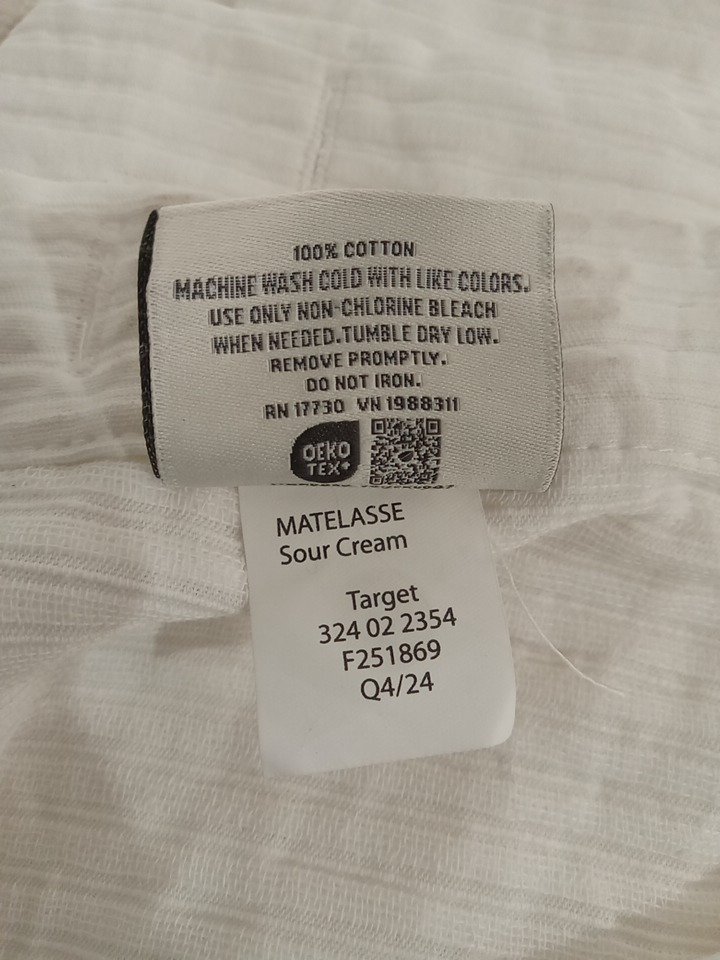 100% COTTON
MACHINE WASH COLD WITH LIKE COLORS.
USE ONLY NON-CHLORINE BLEACH
WHEN NEEDED.TUMBLE DRY LOW.
REMOVE PROMPTLY.
DO NOT IRON.
RN 17730 VN 1988311
OEKO
TEX®
MATELASSE
Sour Cream
Target
324 02 2354
F251869
Q4/24